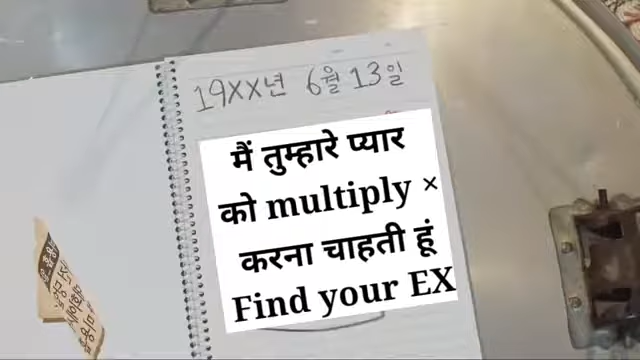 19XX년 6월 13일
मैं तुम्हारे प्यार
को multiply ×
करना चाहती हूं
Find your EX